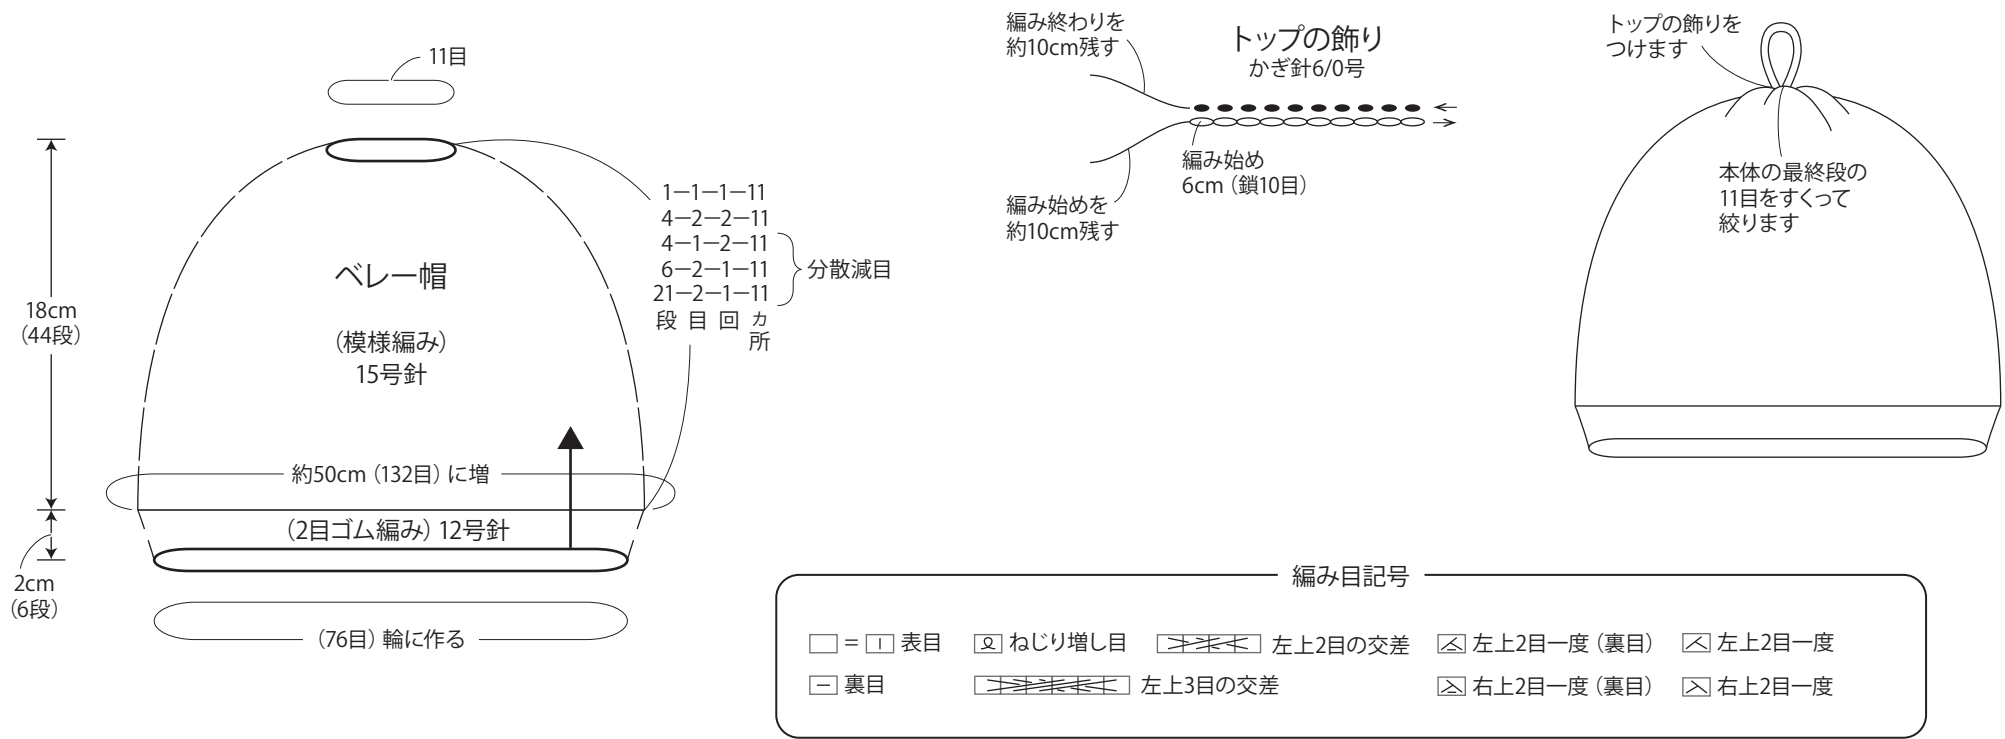 11目
18cm
（44段）
ベレー帽
（模様編み）
15号針
1－1－1－11
4－2－2－11
4－1－2－11
6－2－1－11
21－2－1－11
段 目 回 ヵ所
分散減目
約50cm（132目）に増
（2目ゴム編み）12号針
2cm
（6段）
（76目）輪に作る
編み終わりを
約10cm残す
トップの飾り
かぎ針6/0号
編み始め
6cm（鎖10目）
編み始めを
約10cm残す
トップの飾りを
つけます
本体の最終段の
11目をすくって
絞ります
編み目記号
＝ 表目
ねじり増し目
左上2目の交差
左上2目一度（裏目）
左上2目一度
裏目
左上3目の交差
右上2目一度（裏目）
右上2目一度